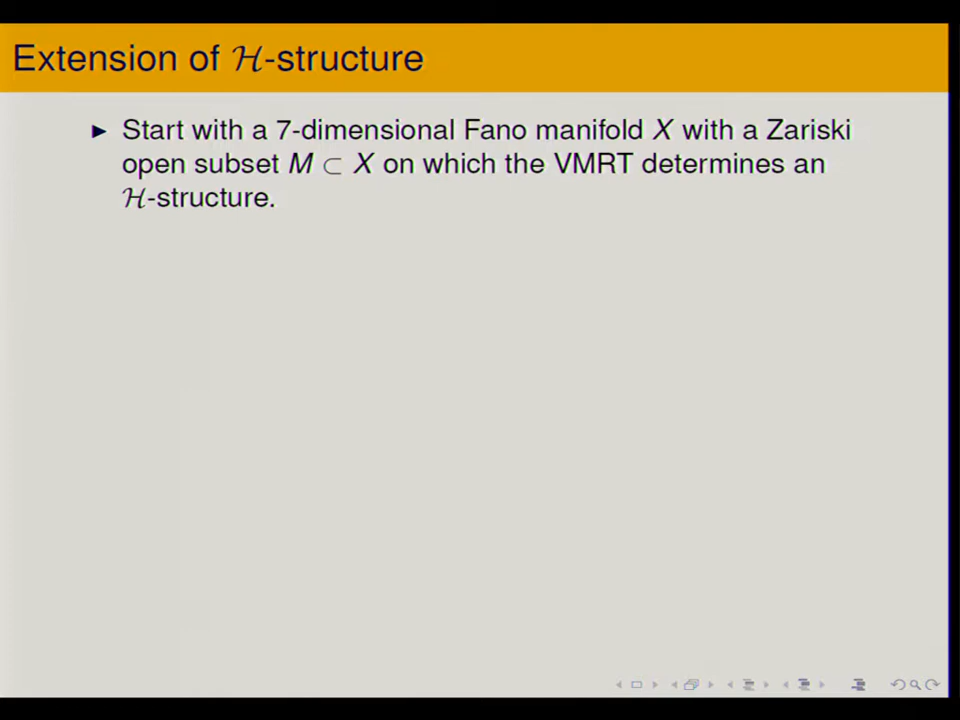 Extension of ℋ-structure
► Start with a 7-dimensional Fano manifold X with a Zariski
open subset M ⊂ X on which the VMRT determines an
ℋ-structure.